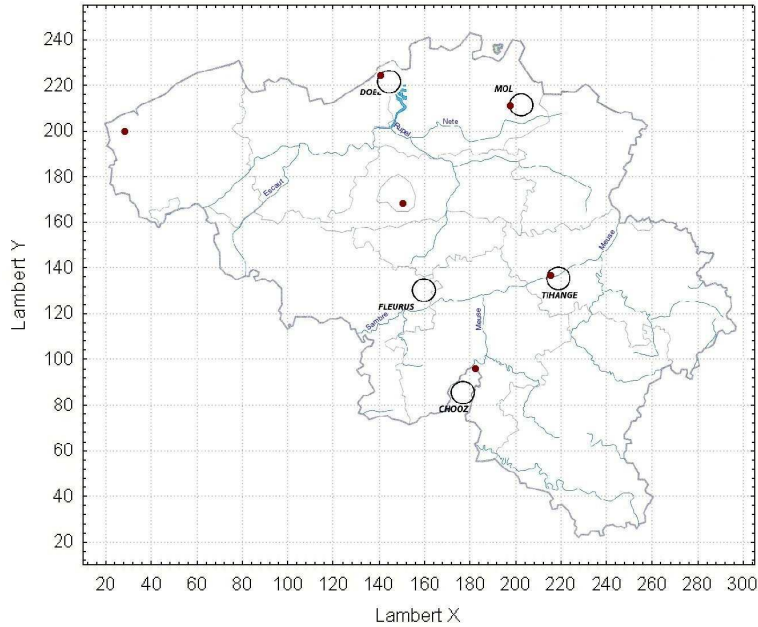 240
220
200
180
160
140
120
100
80
60
40
20
Lambert Y
MOL
Nete
Rupel
Escaut
Meuse
TIHANGE
FLEURUS
Sambre
Meuse
CHOOZ
20 40 60 80 100 120 140 160 180 200 220 240 260 280 300
Lambert X